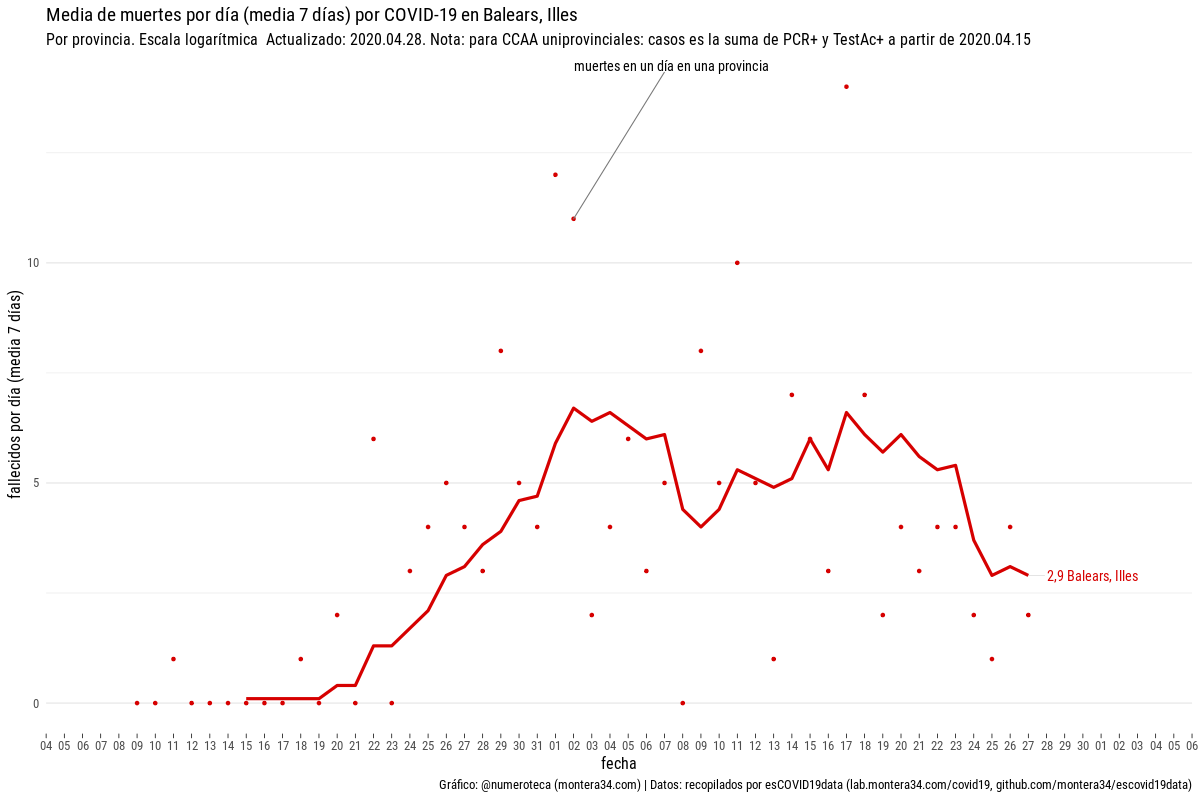 Media de muertes por día (media 7 días) por COVID-19 en Balears, Illes
Por provincia. Escala logarítmica  Actualizado: 2020.04.28. Nota: para CCAA uniprovinciales: casos es la suma de PCR+ y TestAc+ a partir de 2020.04.15
muertes en un día en una provincia
fallecidos por día (media 7 días)
10
5
0
2,9 Balears, Illes
04 05 06 07 08 09 10 11 12 13 14 15 16 17 18 19 20 21 22 23 24 25 26 27 28 29 30 31 01 02 03 04 05 06 07 08 09 10 11 12 13 14 15 16 17 18 19 20 21 22 23 24 25 26 27 28 29 30 01 02 03 04 05 06
fecha
Gráfico: @numeroteca (montera34.com) | Datos: recopilados por esCOVID19data (lab.montera34.com/covid19, github.com/montera34/escovid19data)